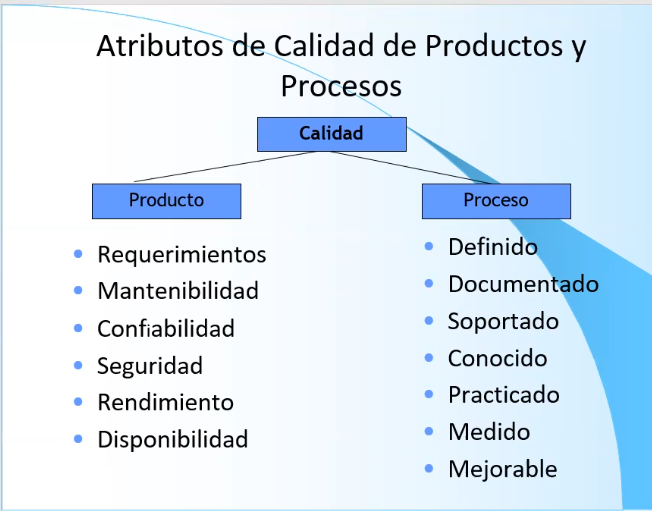 Atributos de Calidad de Productos y
Procesos
Calidad
Producto
Requerimientos
Mantenibilidad
Confiabilidad
Seguridad
Rendimiento
Disponibilidad
Proceso
Definido
Documentado
Soportado
Conocido
Practicado
Medido
Mejorable